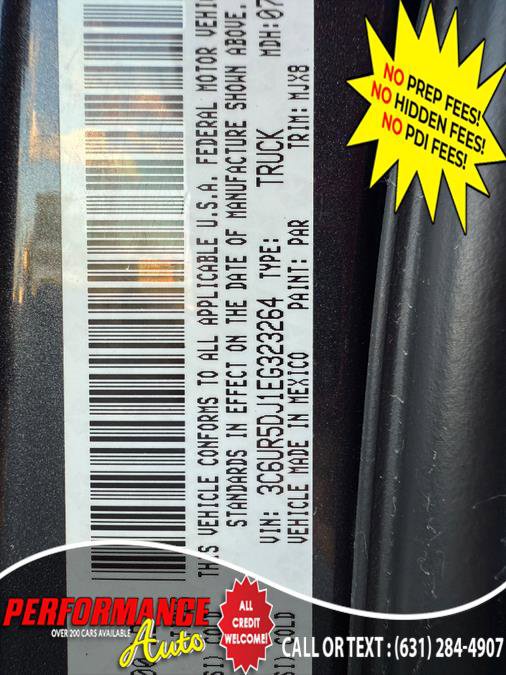 THIS VEHICLE CONFORMS TO ALL APPLICABLE U.S.A. FEDERAL MOTOR
STANDARDS IN EFFECT ON THE DATE OF MANUFACTURE SHOWN ABOVE.
VIN: 3C6UR5DJ1EG323264 TYPE: TRUCK MDH:07
VEHICLE MADE IN MEXICO PAINT: PAR TRIM: MJX8
NO PREP FEES!
NO HIDDEN FEES!
NO PDI FEES!
PERFORMANCE
OVER 200 CARS AVAILABLE
Auto
ALL
CREDIT
WELCOME!
CALL OR TEXT : (631) 284-4907